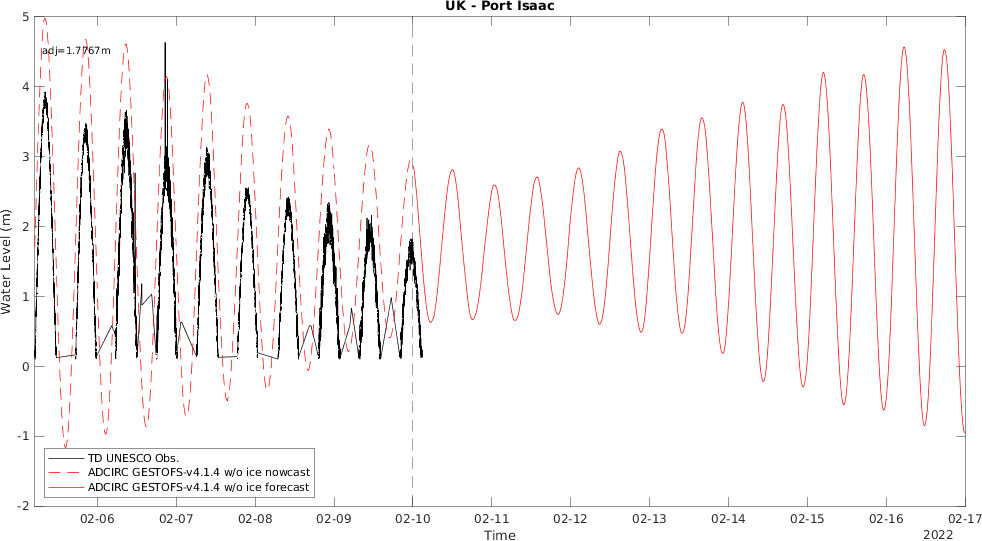 UK - Port Isaac
adj=1.7767m
5
4
3
2
1
0
-1
-2
Water Level (m)
TD UNESCO Obs.
ADCIRC GESTOFS-v4.1.4 w/o ice nowcast
ADCIRC GESTOFS-v4.1.4 w/o ice forecast
02-06 02-07 02-08 02-09 02-10 02-11 02-12 02-13 02-14 02-15 02-16 02-17
Time
2022